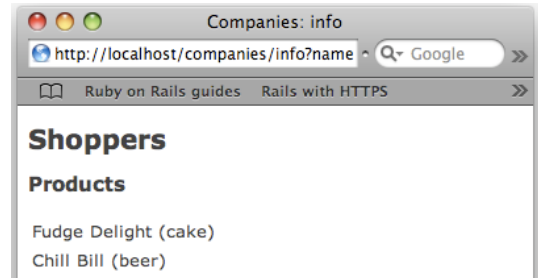 Companies: info
http://localhost/companies/info?name
Google
Ruby on Rails guides Rails with HTTPS
Shoppers
Products
Fudge Delight (cake)
Chill Bill (beer)